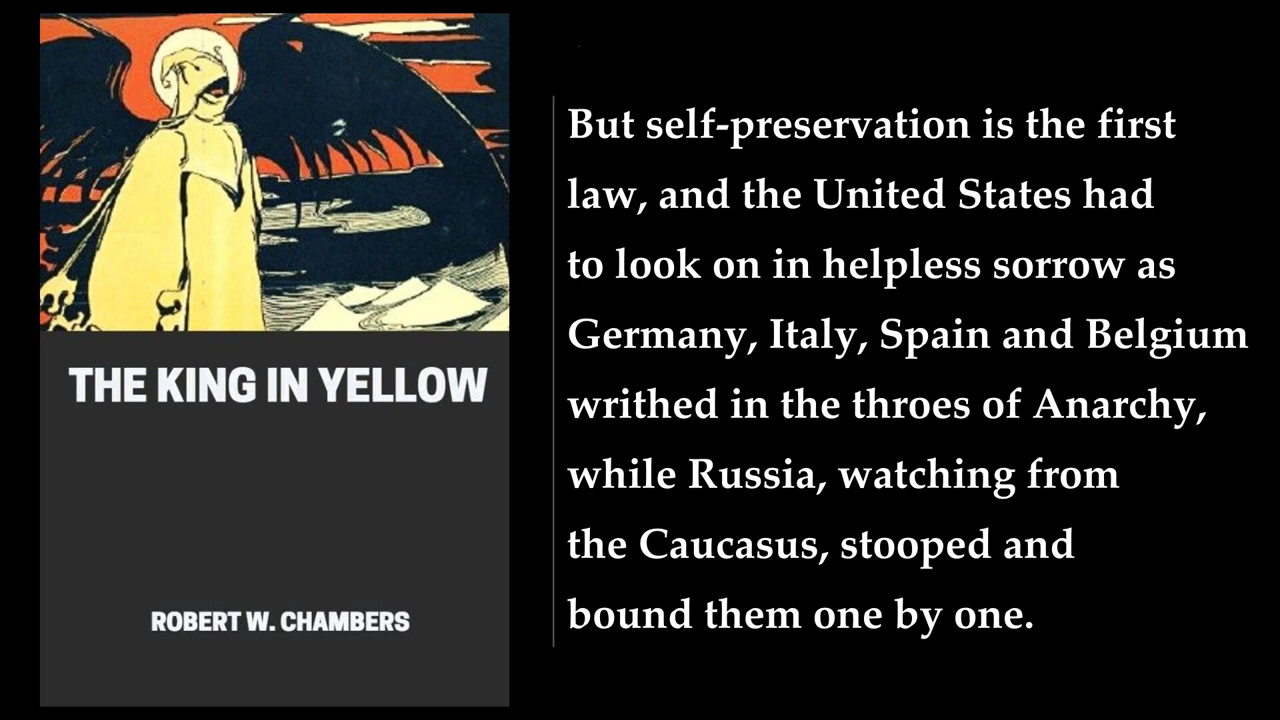 THE KING IN YELLOW
ROBERT W. CHAMBERS
But self-preservation is the first
law, and the United States had
to look on in helpless sorrow as
Germany, Italy, Spain and Belgium
writhed in the throes of Anarchy,
while Russia, watching from
the Caucasus, stooped and
bound them one by one.